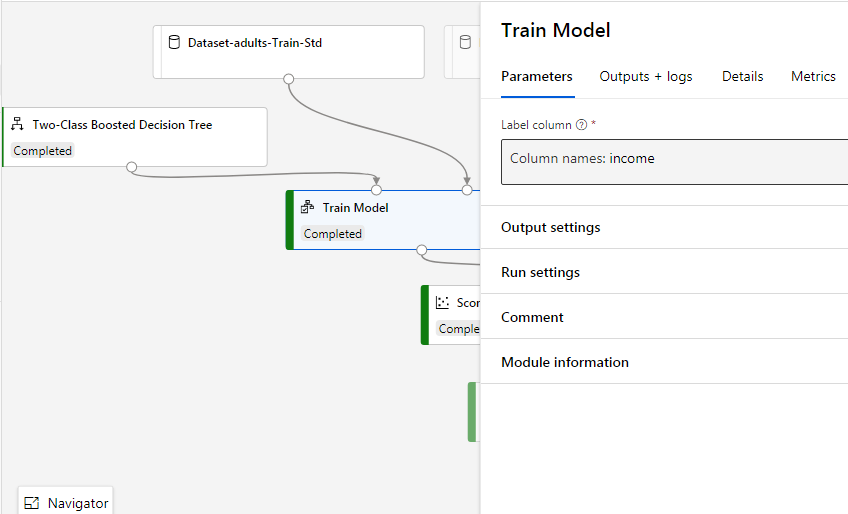 Dataset-adults-Train-Std
Two-Class Boosted Decision Tree
Completed
Train Model
Completed
Scor
Comple
Navigator
Train Model
Parameters
Outputs + logs
Details
Metrics
Label column ? *
Column names: income
Output settings
Run settings
Comment
Module information